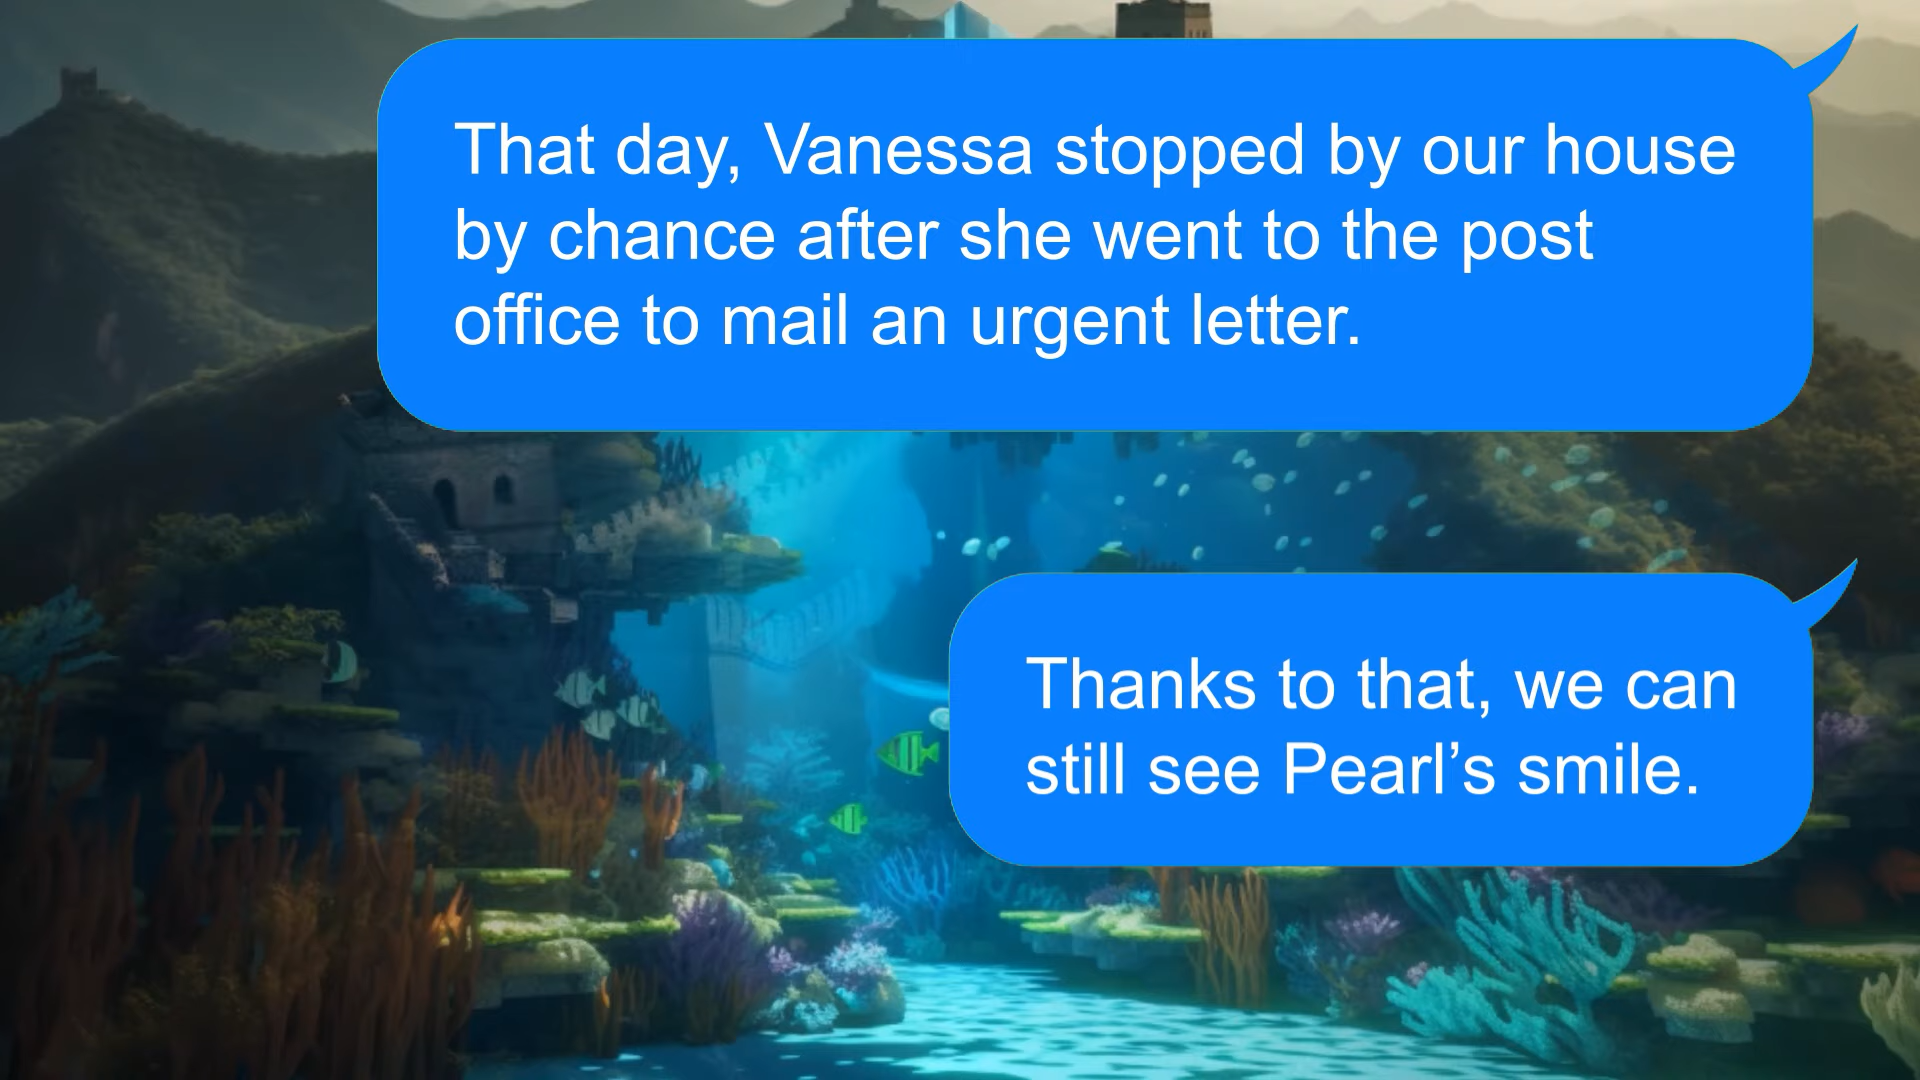 That day, Vanessa stopped by our house
by chance after she went to the post
office to mail an urgent letter.
Thanks to that, we can
still see Pearl’s smile.